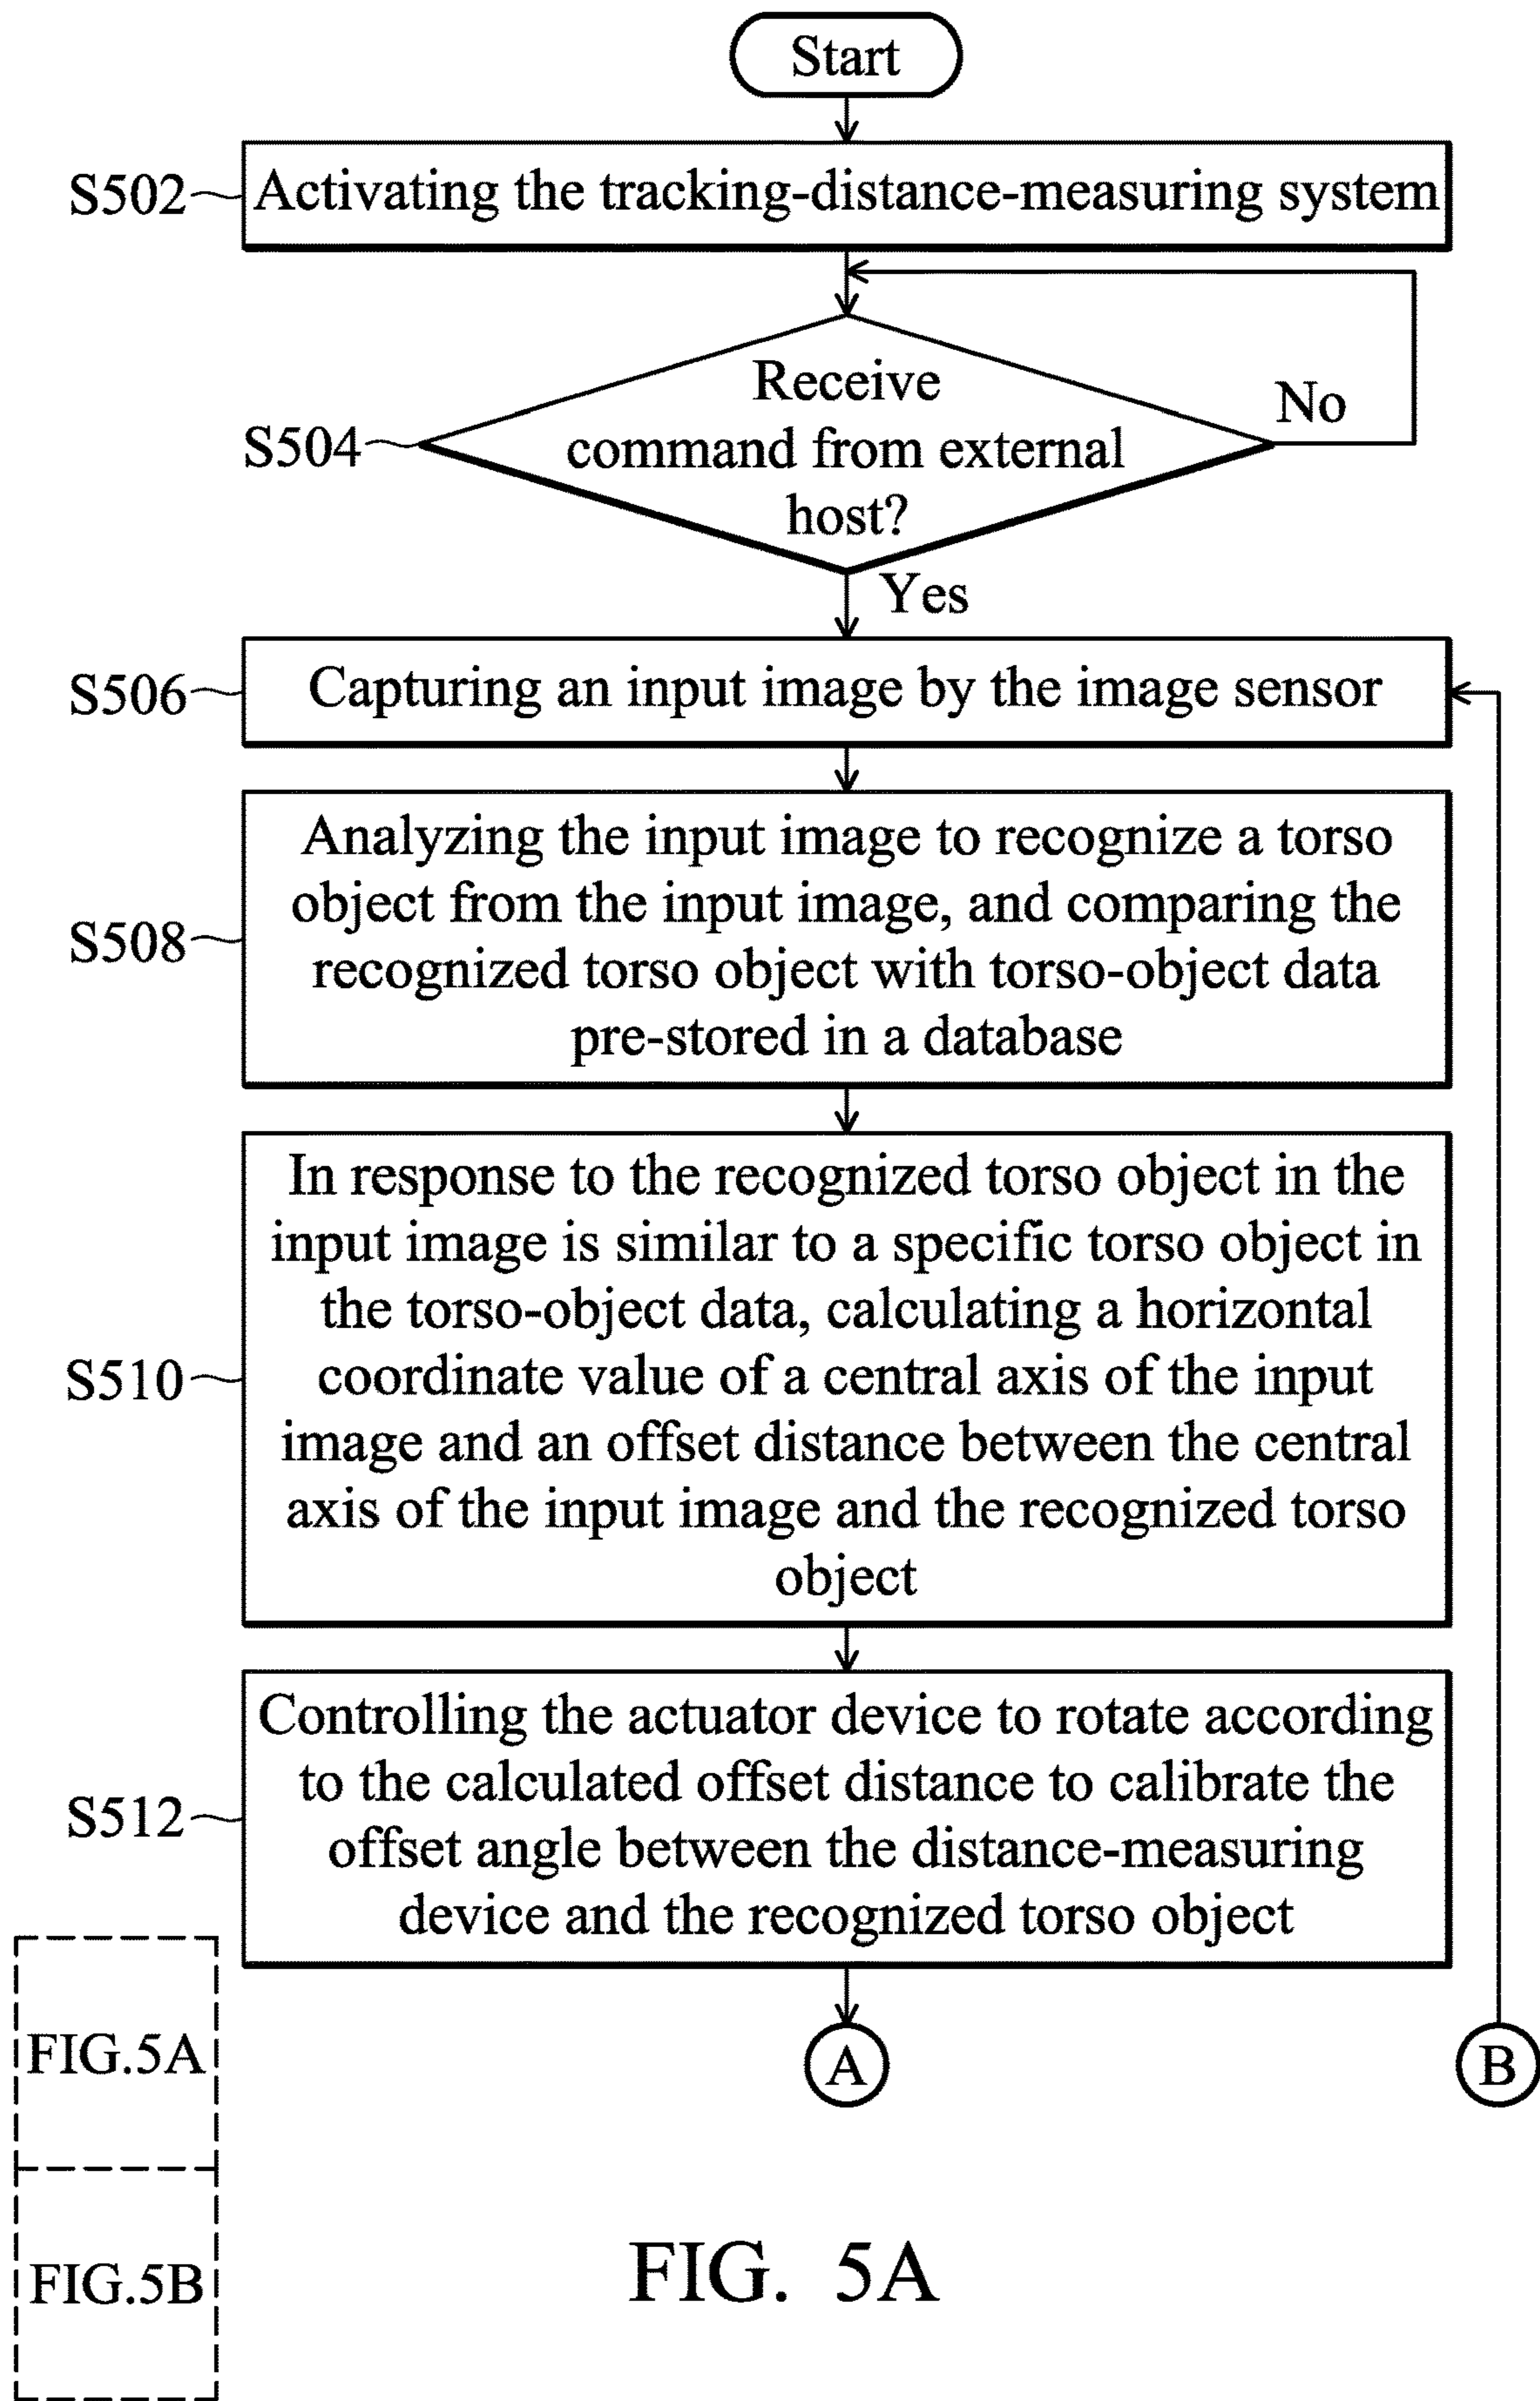 Start
S502
Activating the tracking-distance-measuring system
Receive
command from external
host?
S504
No
Yes
S506
Capturing an input image by the image sensor
Analyzing the input image to recognize a torso
object from the input image, and comparing the
recognized torso object with torso-object data
pre-stored in a database
S508
In response to the recognized torso object in the
input image is similar to a specific torso object in
the torso-object data, calculating a horizontal
coordinate value of a central axis of the input
image and an offset distance between the central
axis of the input image and the recognized torso
object
S510
Controlling the actuator device to rotate according
to the calculated offset distance to calibrate the
offset angle between the distance-measuring
device and the recognized torso object
S512
A
B
FIG.5A
FIG.5B
FIG. 5A